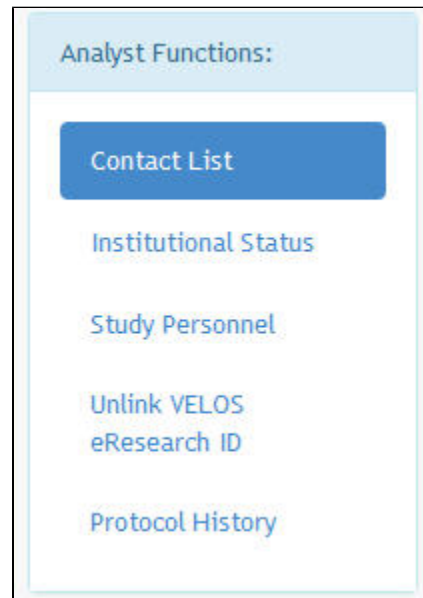 Analyst Functions:
Contact List
Institutional Status
Study Personnel
Unlink VELOS
eResearch ID
Protocol History